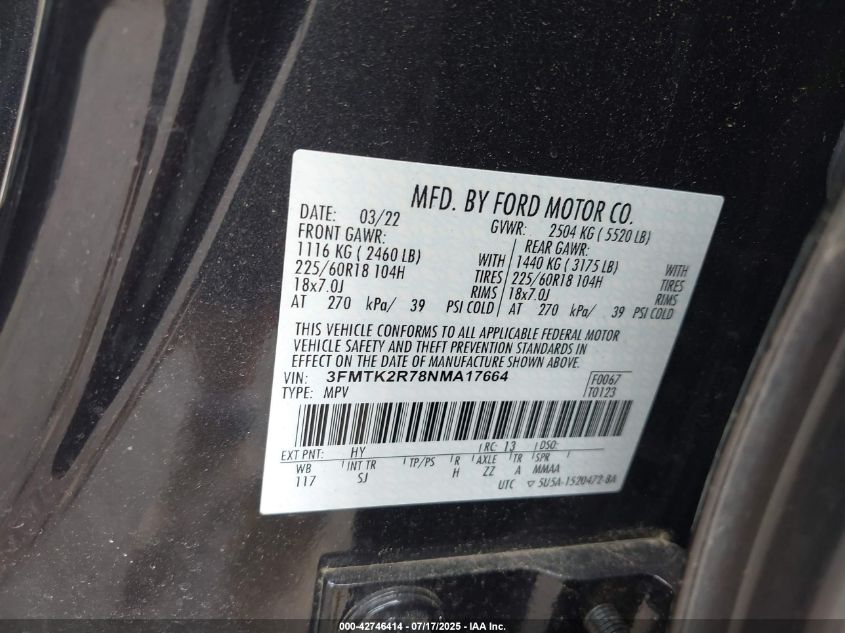 MFD. BY FORD MOTOR CO.
DATE: 03/22 GVWR: 2504 KG ( 5520 LB)
FRONT GAWR: REAR GAWR:
1116 KG ( 2460 LB) WITH 1440 KG ( 3175 LB) WITH
225/60R18 104H TIRES 225/60R18 104H TIRES
18x7.0J RIMS 18x7.0J RIMS
AT 270 kPa/ 39 PSI COLD AT 270 kPa/ 39 PSI COLD
THIS VEHICLE CONFORMS TO ALL APPLICABLE FEDERAL MOTOR
VEHICLE SAFETY AND THEFT PREVENTION STANDARDS IN
EFFECT ON THE DATE OF MANUFACTURE SHOWN ABOVE.
VIN: 3FMTK2R78NMA17664 F0067
TYPE: MPV T0123
EXT PNT: HY RC: 13 DSO:
WB INT TR TP/PS R AXLE TR SPR
117 SJ H ZZ A MMAA
UTC ▽ 5U5A-1520472-BA
000-42746414 - 07/17/2025 - IAA Inc.